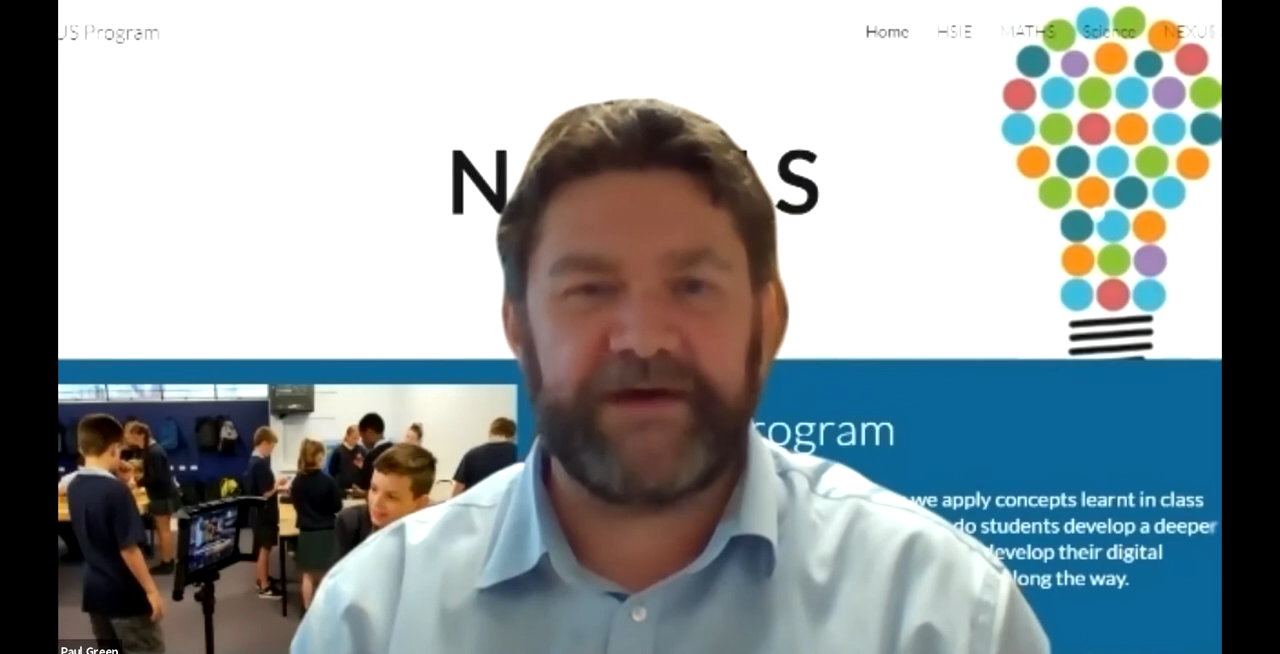 US Program
Home HSIE MATHS Science NEXUS
N S
rogram
we apply concepts learnt in class
do students develop a deeper
develop their digital
long the way.
Paul Green